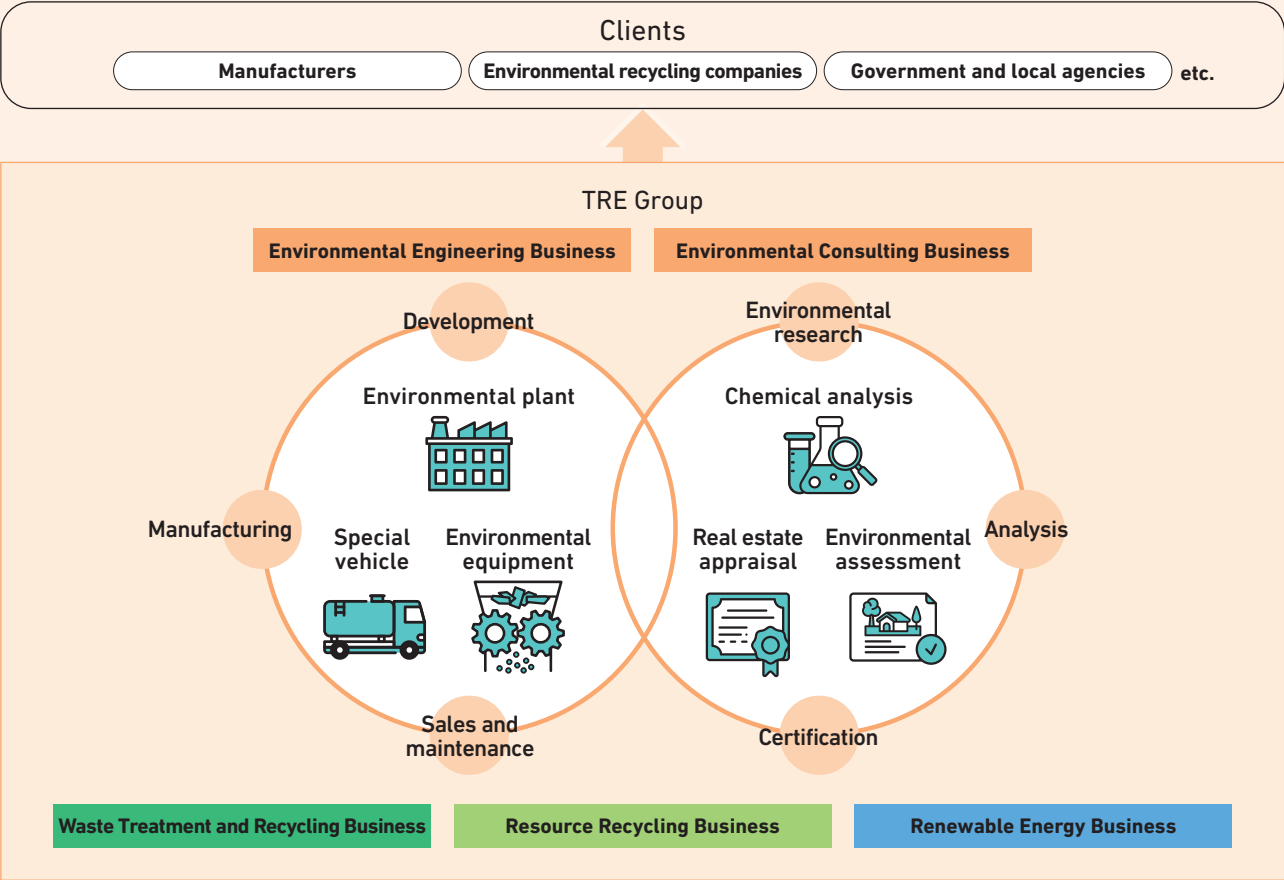 Clients
Manufacturers
Environmental recycling companies
Government and local agencies
etc.
TRE Group
Environmental Engineering Business
Environmental Consulting Business
Development
Environmental
research
Environmental plant
Chemical analysis
Manufacturing
Special
vehicle
Environmental
equipment
Real estate
appraisal
Environmental
assessment
Analysis
Sales and
maintenance
Certification
Waste Treatment and Recycling Business
Resource Recycling Business
Renewable Energy Business